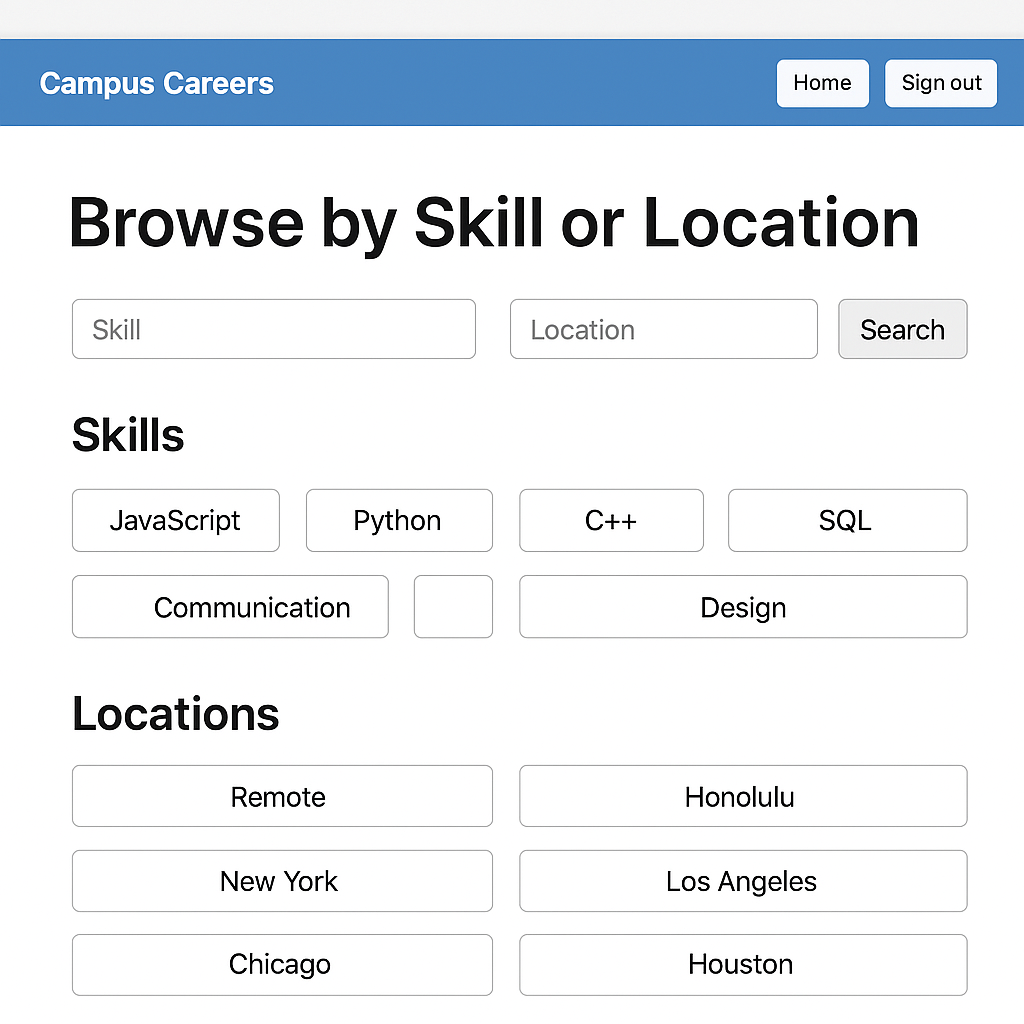 Campus Careers Home Sign out
Browse by Skill or Location
Skill Location Search
Skills
JavaScript Python C++ SQL
Communication Design
Locations
Remote Honolulu
New York Los Angeles
Chicago Houston